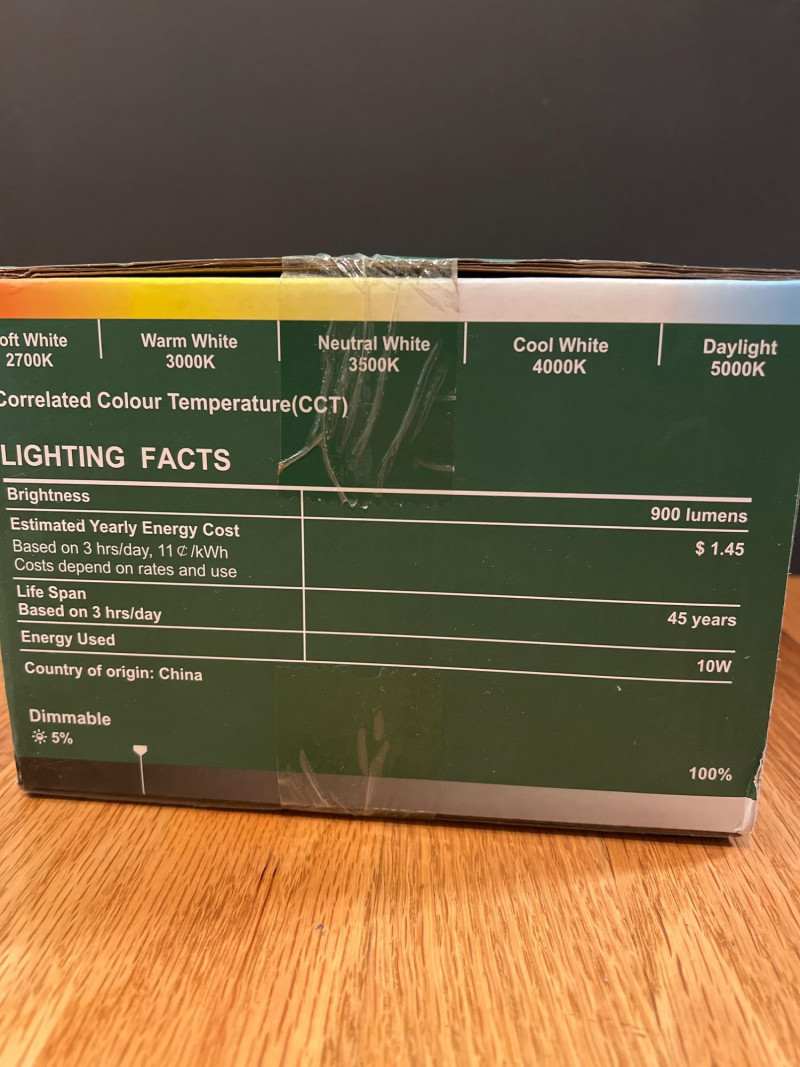 oft White Warm White Neutral White Cool White Daylight
2700K 3000K 3500K 4000K 5000K
Correlated Colour Temperature(CCT)
LIGHTING FACTS
Brightness 900 lumens
Estimated Yearly Energy Cost $ 1.45
Based on 3 hrs/day, 11¢/kWh
Costs depend on rates and use
Life Span
Based on 3 hrs/day 45 years
Energy Used 10W
Country of origin: China
Dimmable
5% 100%